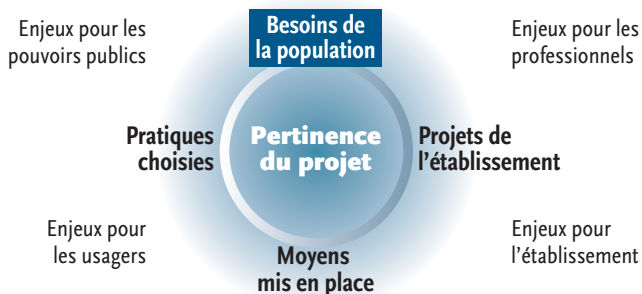 Enjeux pour les
pouvoirs publics
Besoins de
la population
Enjeux pour les
professionnels
Pratiques
choisies
Pertinence
du projet
Projets de
l'établissement
Enjeux pour
les usagers
Moyens
mis en place
Enjeux pour
l'établissement